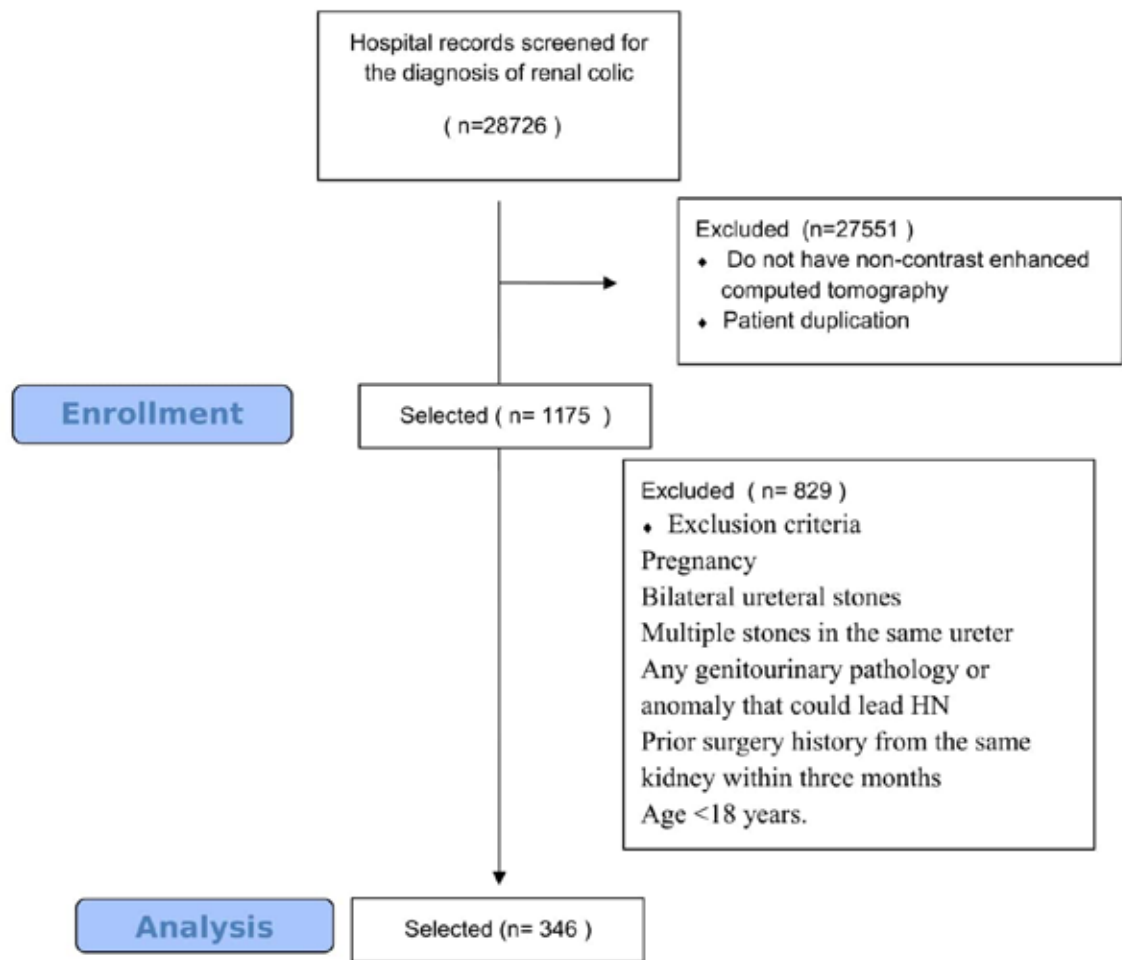 Hospital records screened for
the diagnosis of renal colic
( n=28726 )
Excluded (n=27551 )
⬧ Do not have non-contrast enhanced
computed tomography
⬧ Patient duplication
Enrollment
Selected ( n= 1175 )
Excluded ( n= 829 )
⬧ Exclusion criteria
Pregnancy
Bilateral ureteral stones
Multiple stones in the same ureter
Any genitourinary pathology or
anomaly that could lead HN
Prior surgery history from the same
kidney within three months
Age <18 years.
Analysis
Selected (n= 346 )